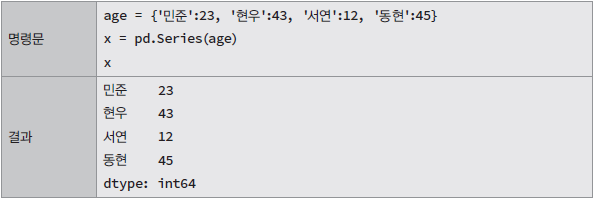 명령문
age = {'민준':23, '현우':43, '서연':12, '동현':45}
x = pd.Series(age)
x
결과
민준 23
현우 43
서연 12
동현 45
dtype: int64